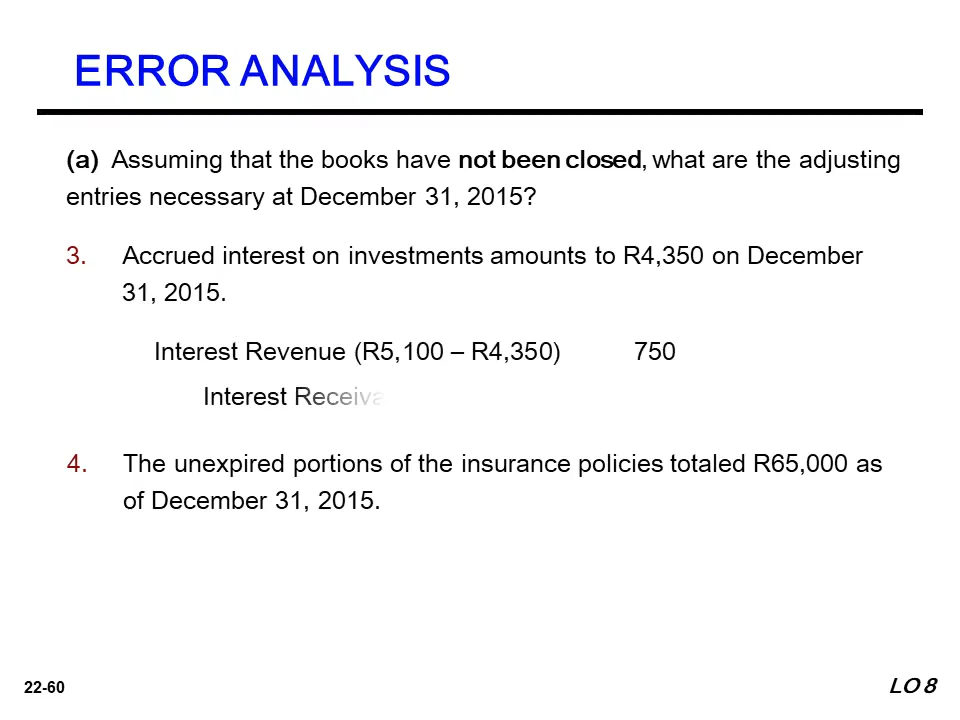 ERROR ANALYSIS
(a) Assuming that the books have not been closed, what are the adjusting
entries necessary at December 31, 2015?
3. Accrued interest on investments amounts to R4,350 on December
31, 2015.
Interest Revenue (R5,100 – R4,350) 750
Interest Receiva
4. The unexpired portions of the insurance policies totaled R65,000 as
of December 31, 2015.
22-60
LO 8